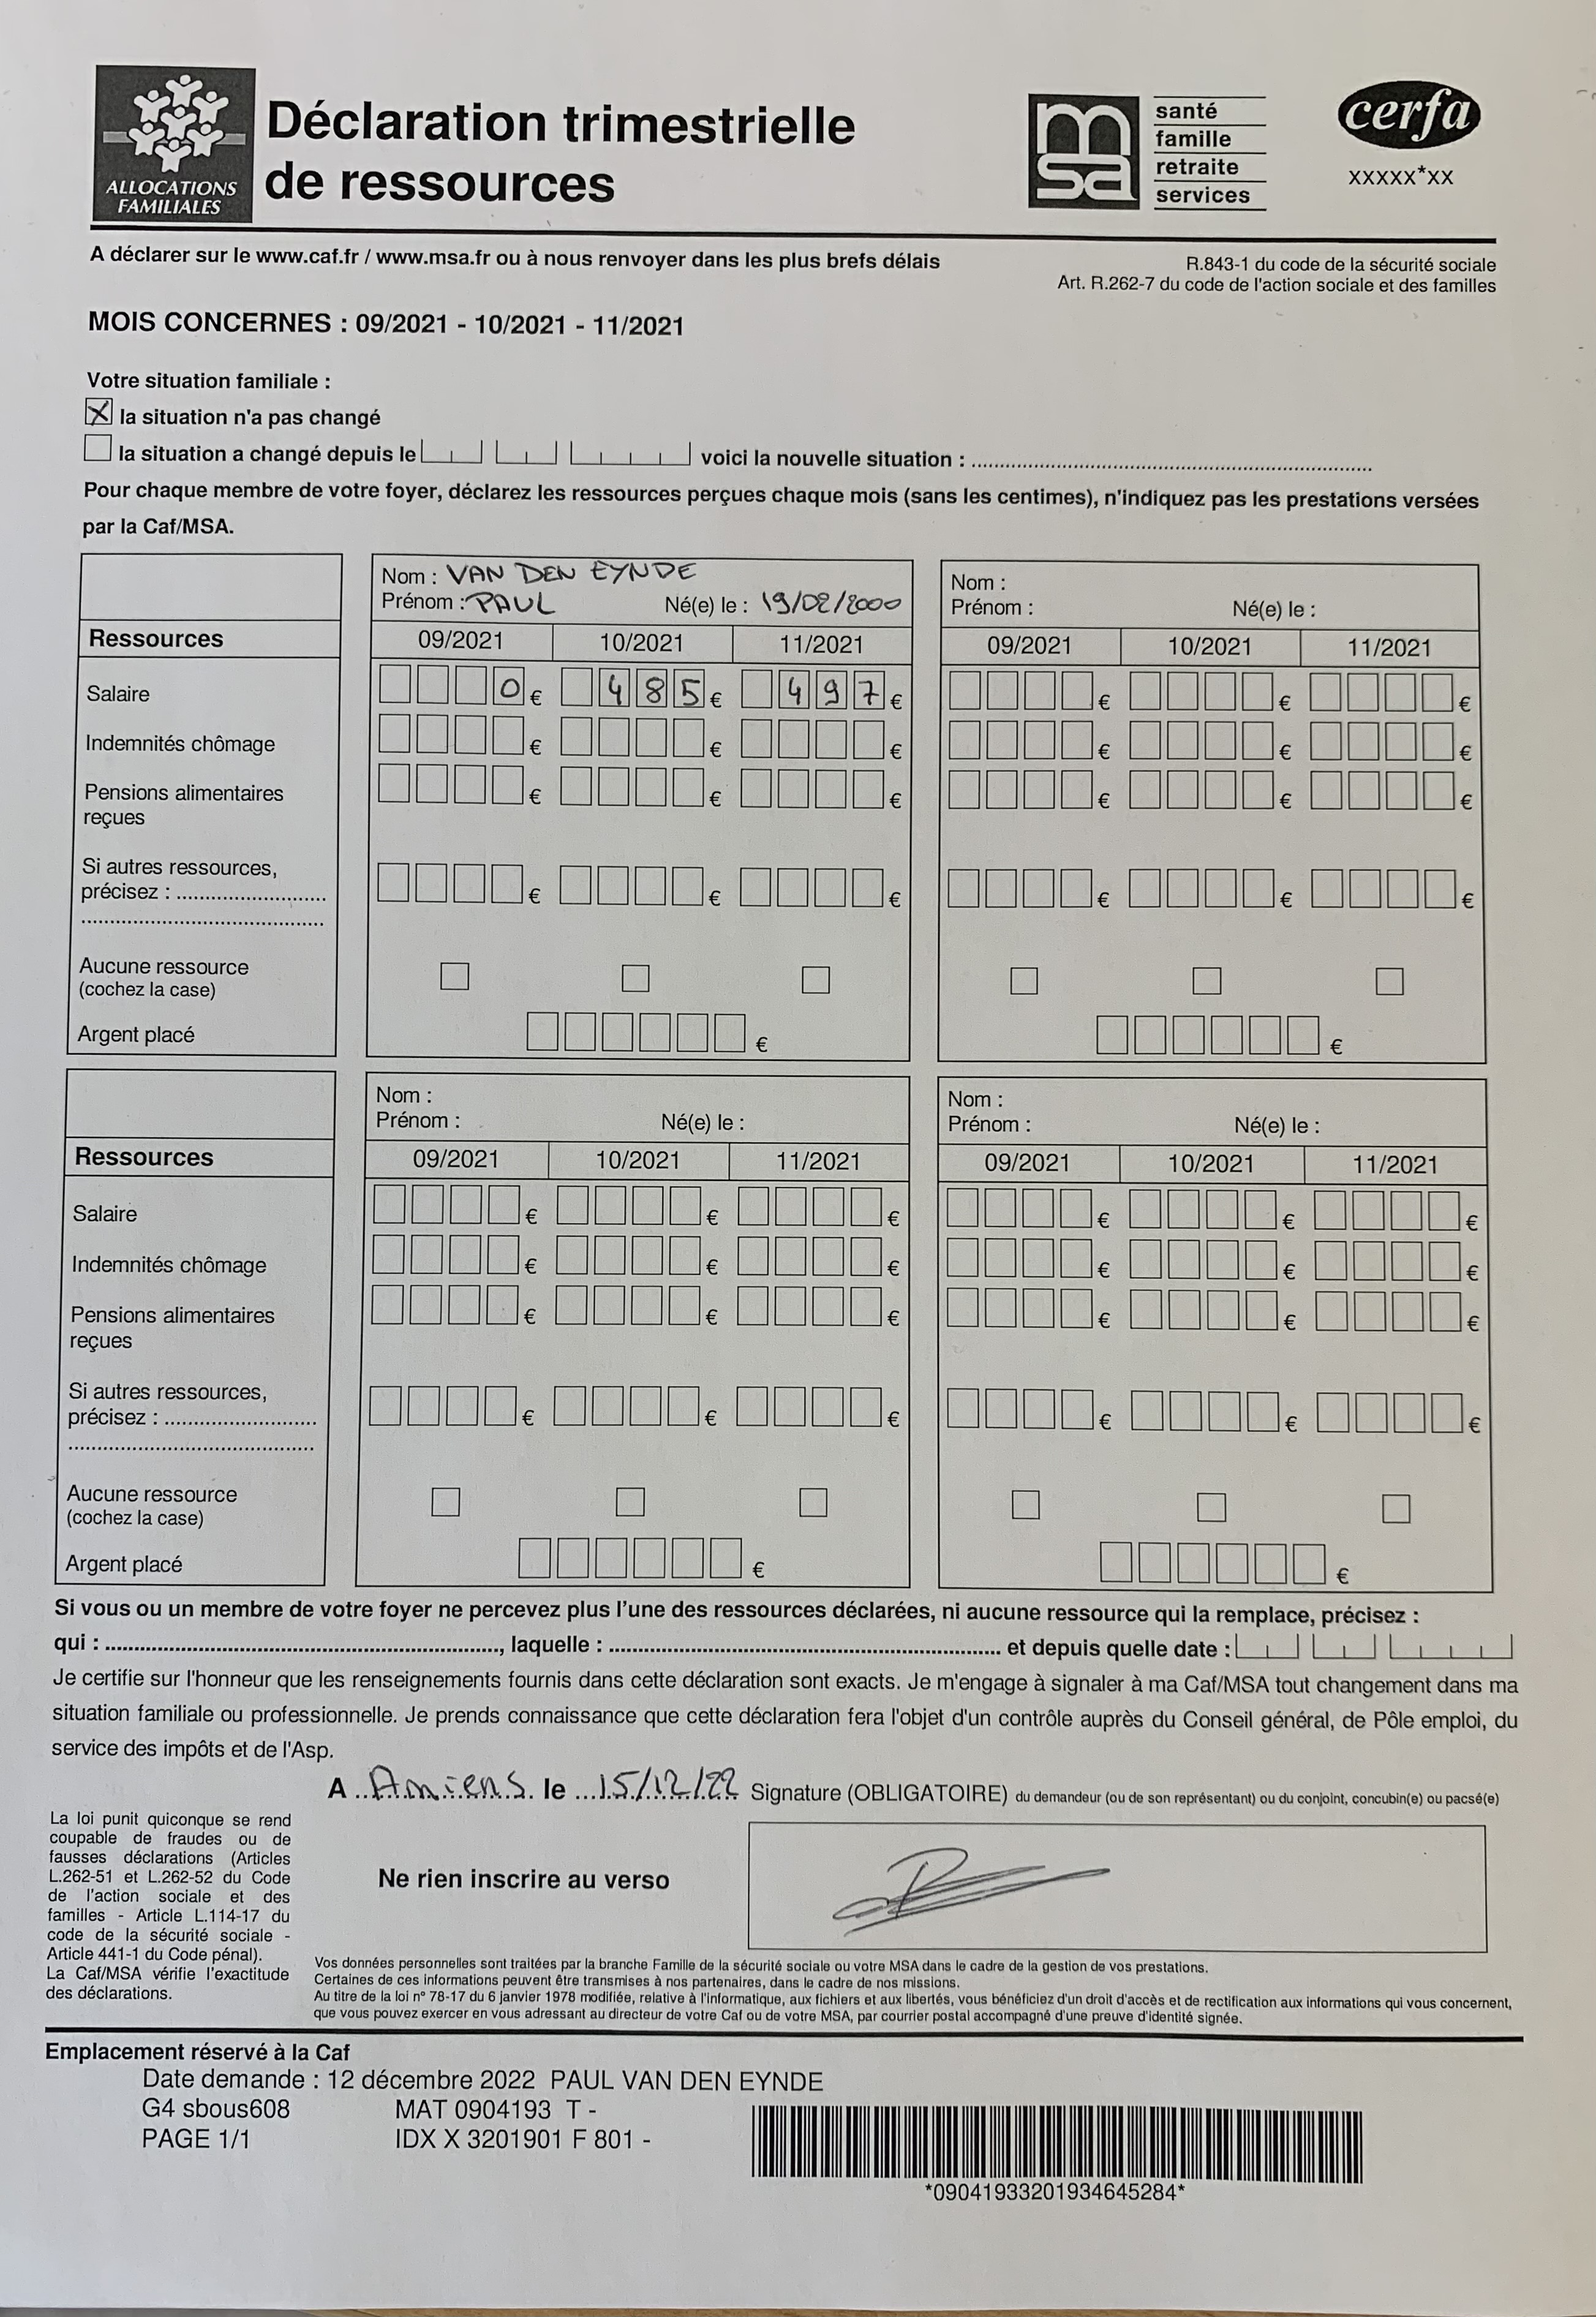 ALLOCATIONS
FAMILIALES
Déclaration trimestrielle
de ressources
msa
santé
famille
retraite
services
cerfa
XXXXX*XX
A déclarer sur le www.caf.fr / www.msa.fr ou à nous renvoyer dans les plus brefs délais
R.843-1 du code de la sécurité sociale
Art. R.262-7 du code de l'action sociale et des familles
MOIS CONCERNES : 09/2021 - 10/2021 - 11/2021
Votre situation familiale :
X la situation n'a pas changé
la situation a changé depuis le voici la nouvelle situation : ..........
Pour chaque membre de votre foyer, déclarez les ressources perçues chaque mois (sans les centimes), n'indiquez pas les prestations versées
par la Caf/MSA.
Nom : VAN DEN EYNDE
Prénom : PAUL Né(e) le : 19/02/2000
Nom :
Prénom : Né(e) le :
Ressources 09/2021 10/2021 11/2021 09/2021 10/2021 11/2021
Salaire 0 € 485 € 497 € € € €
Indemnités chômage € € € € € €
Pensions alimentaires € € € € € €
reçues
Si autres ressources,
précisez : .......... € € € € € €
..........
Aucune ressource
(cochez la case)
Argent placé € €
Nom :
Prénom : Né(e) le :
Nom :
Prénom : Né(e) le :
Ressources 09/2021 10/2021 11/2021 09/2021 10/2021 11/2021
Salaire € € € € € €
Indemnités chômage € € € € € €
Pensions alimentaires € € € € € €
reçues
Si autres ressources,
précisez : .......... € € € € € €
..........
Aucune ressource
(cochez la case)
Argent placé € €
Si vous ou un membre de votre foyer ne percevez plus l'une des ressources déclarées, ni aucune ressource qui la remplace, précisez :
qui : .........., laquelle : .......... et depuis quelle date :
Je certifie sur l'honneur que les renseignements fournis dans cette déclaration sont exacts. Je m'engage à signaler à ma Caf/MSA tout changement dans ma
situation familiale ou professionnelle. Je prends connaissance que cette déclaration fera l'objet d'un contrôle auprès du Conseil général, de Pôle emploi, du
service des impôts et de l'Asp.
A Amiens le 15/12/22 Signature (OBLIGATOIRE) du demandeur (ou de son représentant) ou du conjoint, concubin(e) ou pacsé(e)
La loi punit quiconque se rend
coupable de fraudes ou de
fausses déclarations (Articles
L.262-51 et L.262-52 du Code
de l'action sociale et des
familles - Article L.114-17 du
code de la sécurité sociale -
Article 441-1 du Code pénal).
La Caf/MSA vérifie l'exactitude
des déclarations.
Ne rien inscrire au verso
Vos données personnelles sont traitées par la branche Famille de la sécurité sociale ou votre MSA dans le cadre de la gestion de vos prestations.
Certaines de ces informations peuvent être transmises à nos partenaires, dans le cadre de nos missions.
Au titre de la loi n° 78-17 du 6 janvier 1978 modifiée, relative à l'informatique, aux fichiers et aux libertés, vous bénéficiez d'un droit d'accès et de rectification aux informations qui vous concernent,
que vous pouvez exercer en vous adressant au directeur de votre Caf ou de votre MSA, par courrier postal accompagné d'une preuve d'identité signée.
Emplacement réservé à la Caf
Date demande : 12 décembre 2022 PAUL VAN DEN EYNDE
G4 sbous608 MAT 0904193 T -
PAGE 1/1 IDX X 3201901 F 801 -
*09041933201934645284*